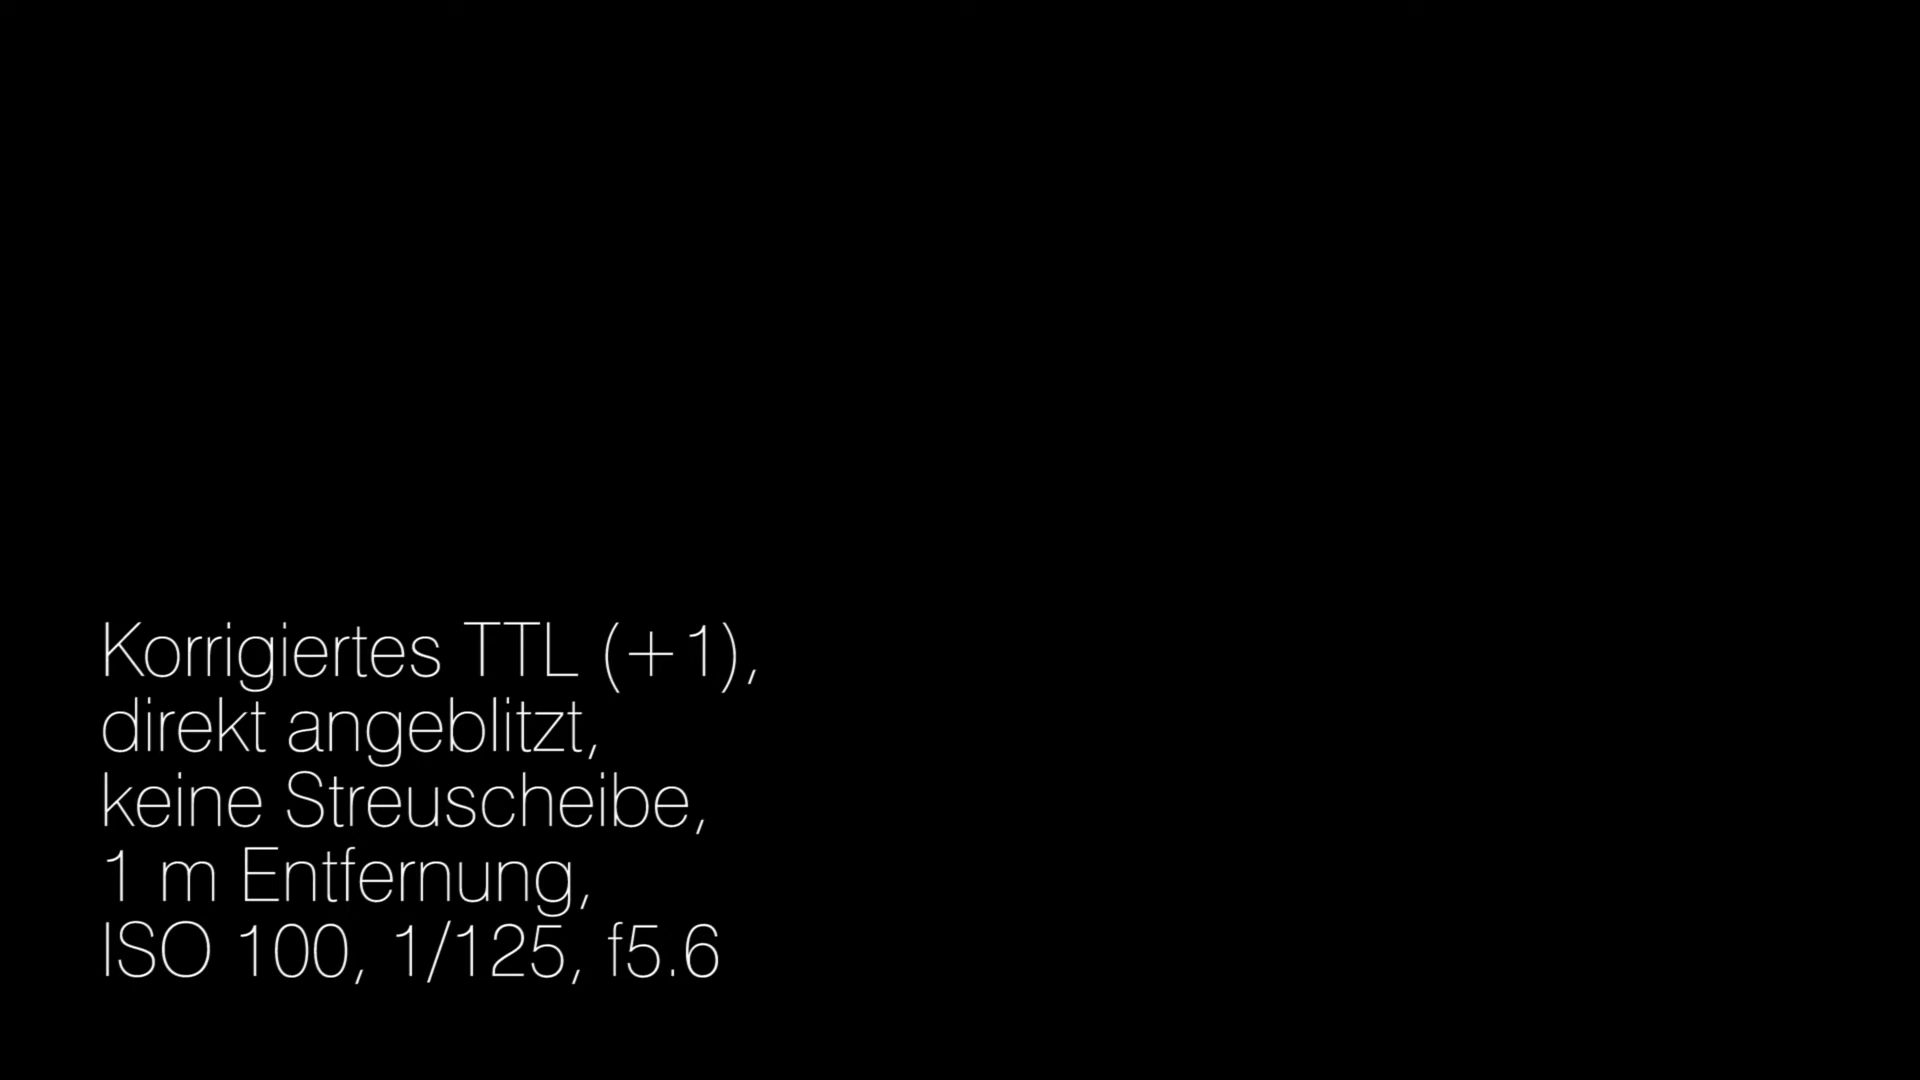 Korrigiertes TTL (+1),
direkt angeblitzt,
keine Streuscheibe,
1 m Entfernung,
ISO 100, 1/125, f5.6